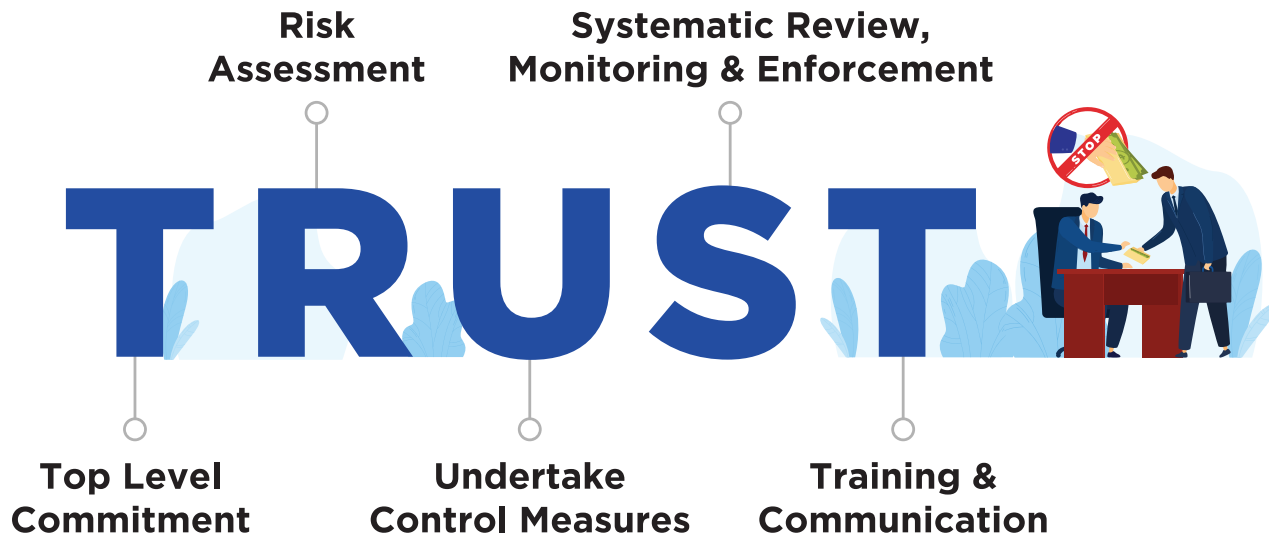 Risk
Assessment
Systematic Review,
Monitoring & Enforcement
STOP
TRUST
Top Level
Commitment
Undertake
Control Measures
Training &
Communication